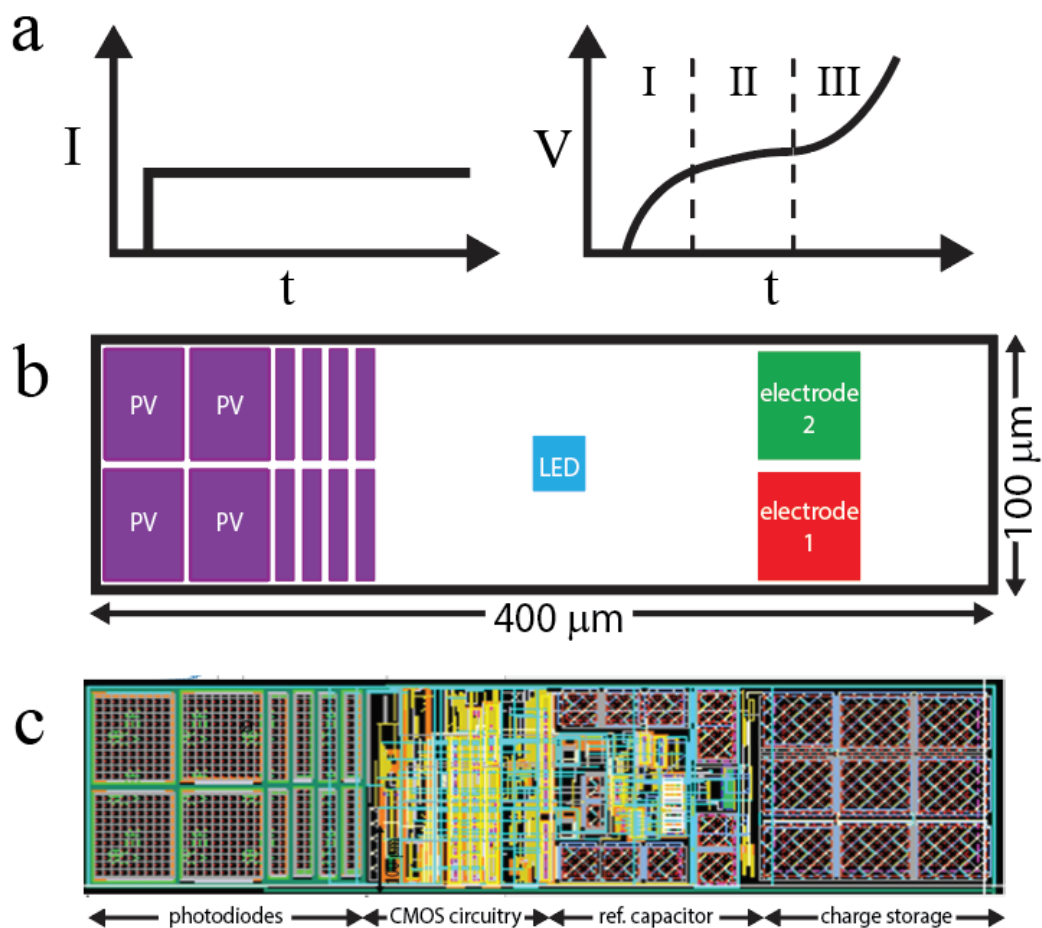 a
I
t
V
I
II
III
t
b
PV
PV
PV
PV
LED
electrode
2
electrode
1
100 μm
400 μm
c
photodiodes
CMOS circuitry
ref. capacitor
charge storage